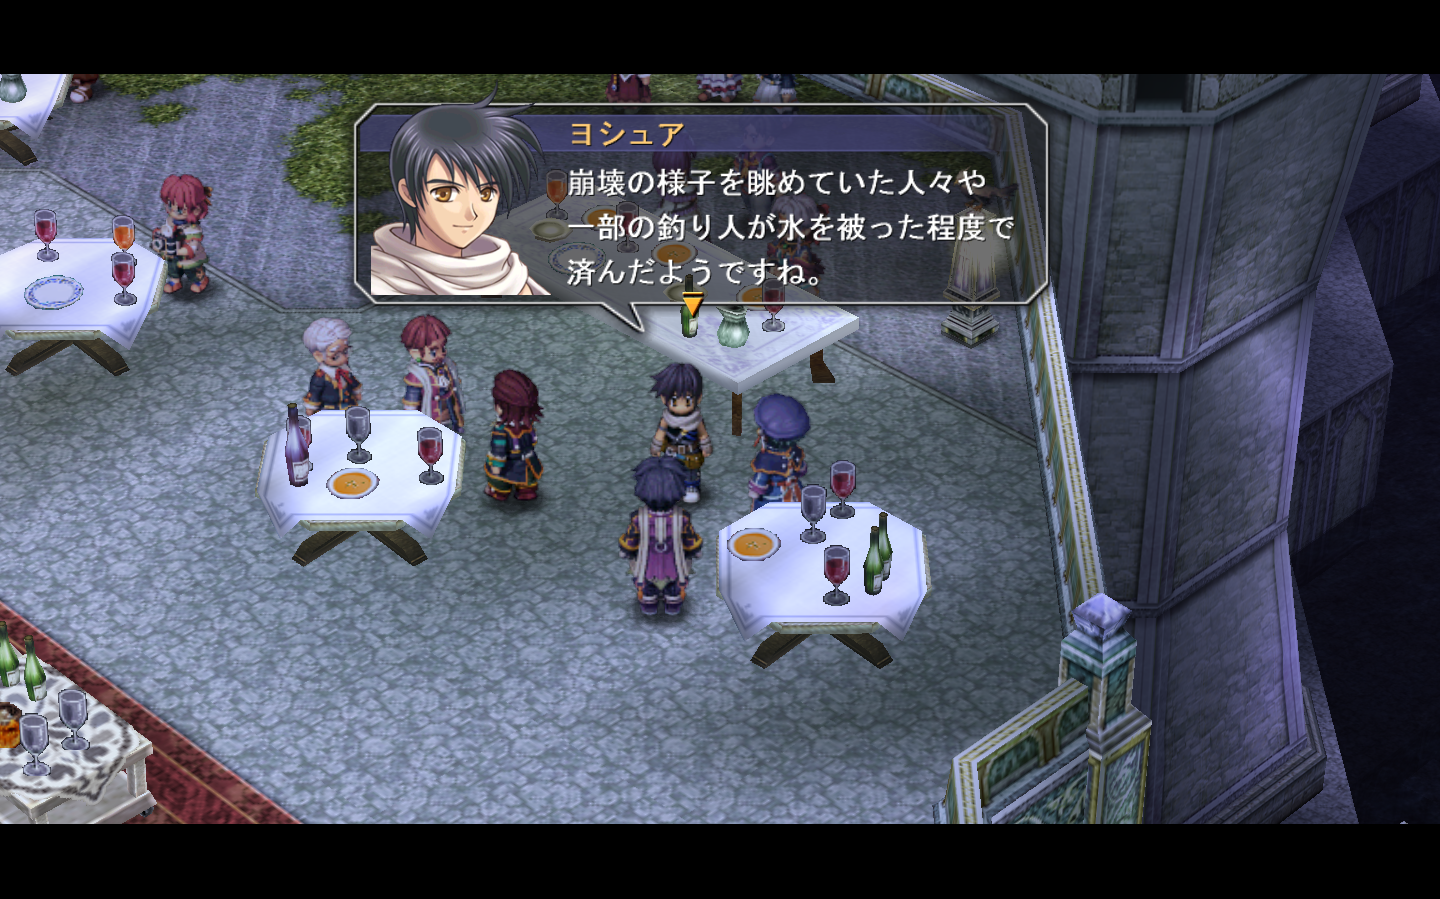 ヨシュア
崩壊の様子を眺めていた人々や
一部の釣り人が水を被った程度で
済んだようですね。